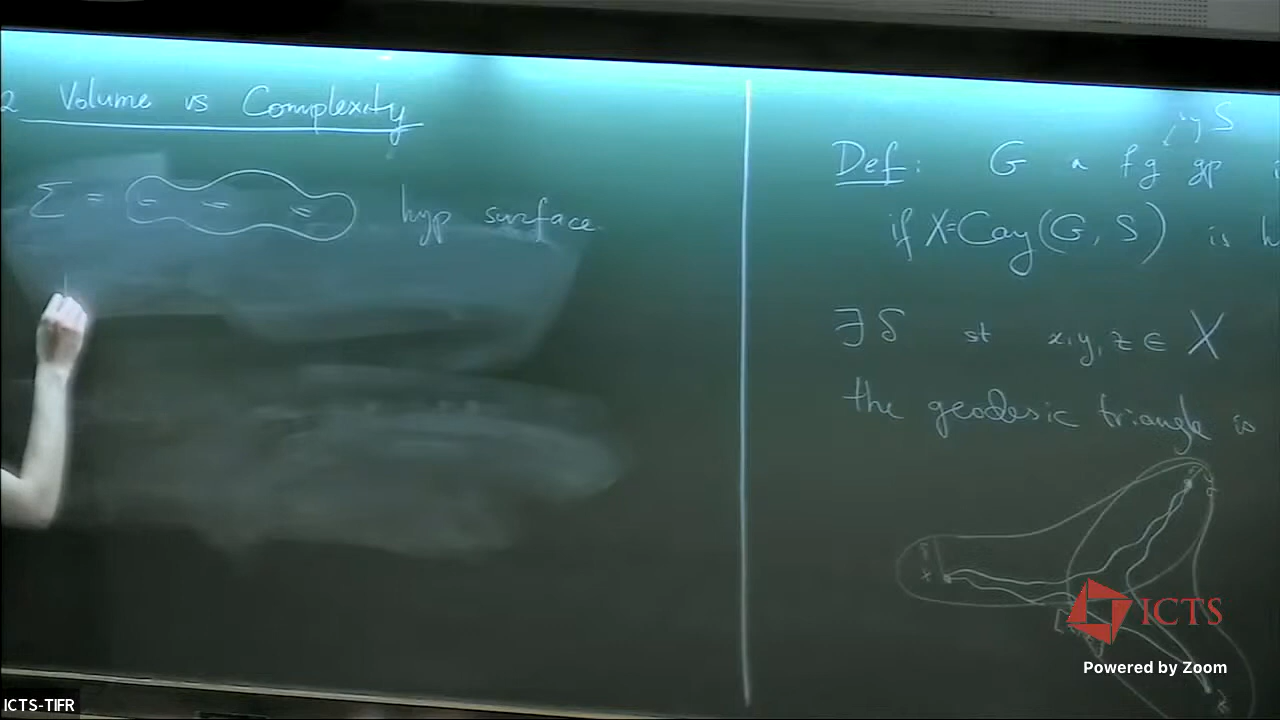 2 Volume vs Complexity
Σ = hyp surface.
by S
Def: G a fg gp
if X=Cay(G, S) is
∃ δ st x,y,z ∈ X
the geodesic triangle is
x
ICTS
Powered by Zoom
ICTS-TIFR